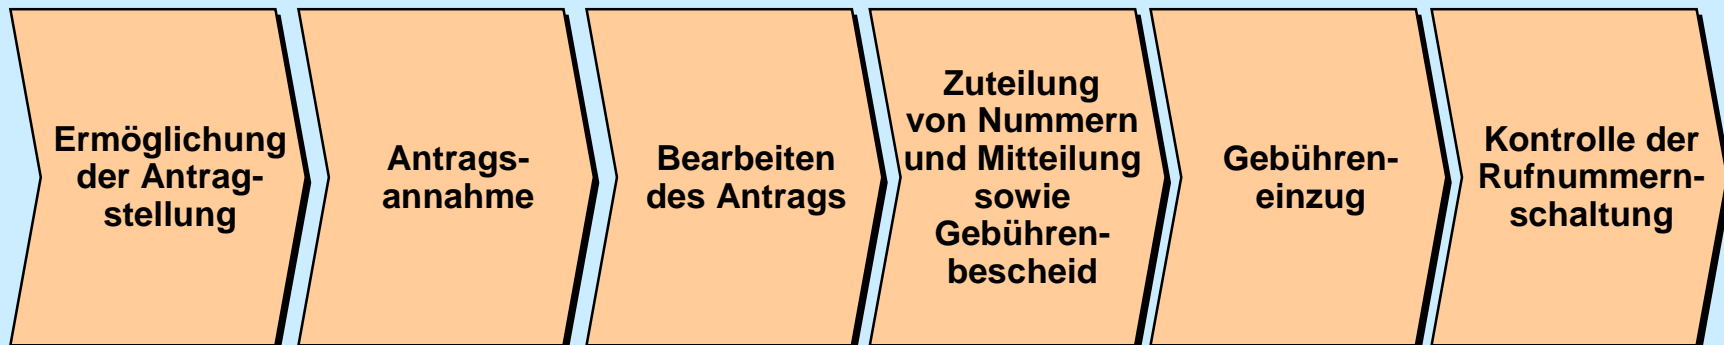 Ermöglichung
der Antrag-
stellung
Antrags-
annahme
Bearbeiten
des Antrags
Zuteilung
von Nummern
und Mitteilung
sowie
Gebühren-
bescheid
Gebühren-
einzug
Kontrolle der
Rufnummern-
schaltung